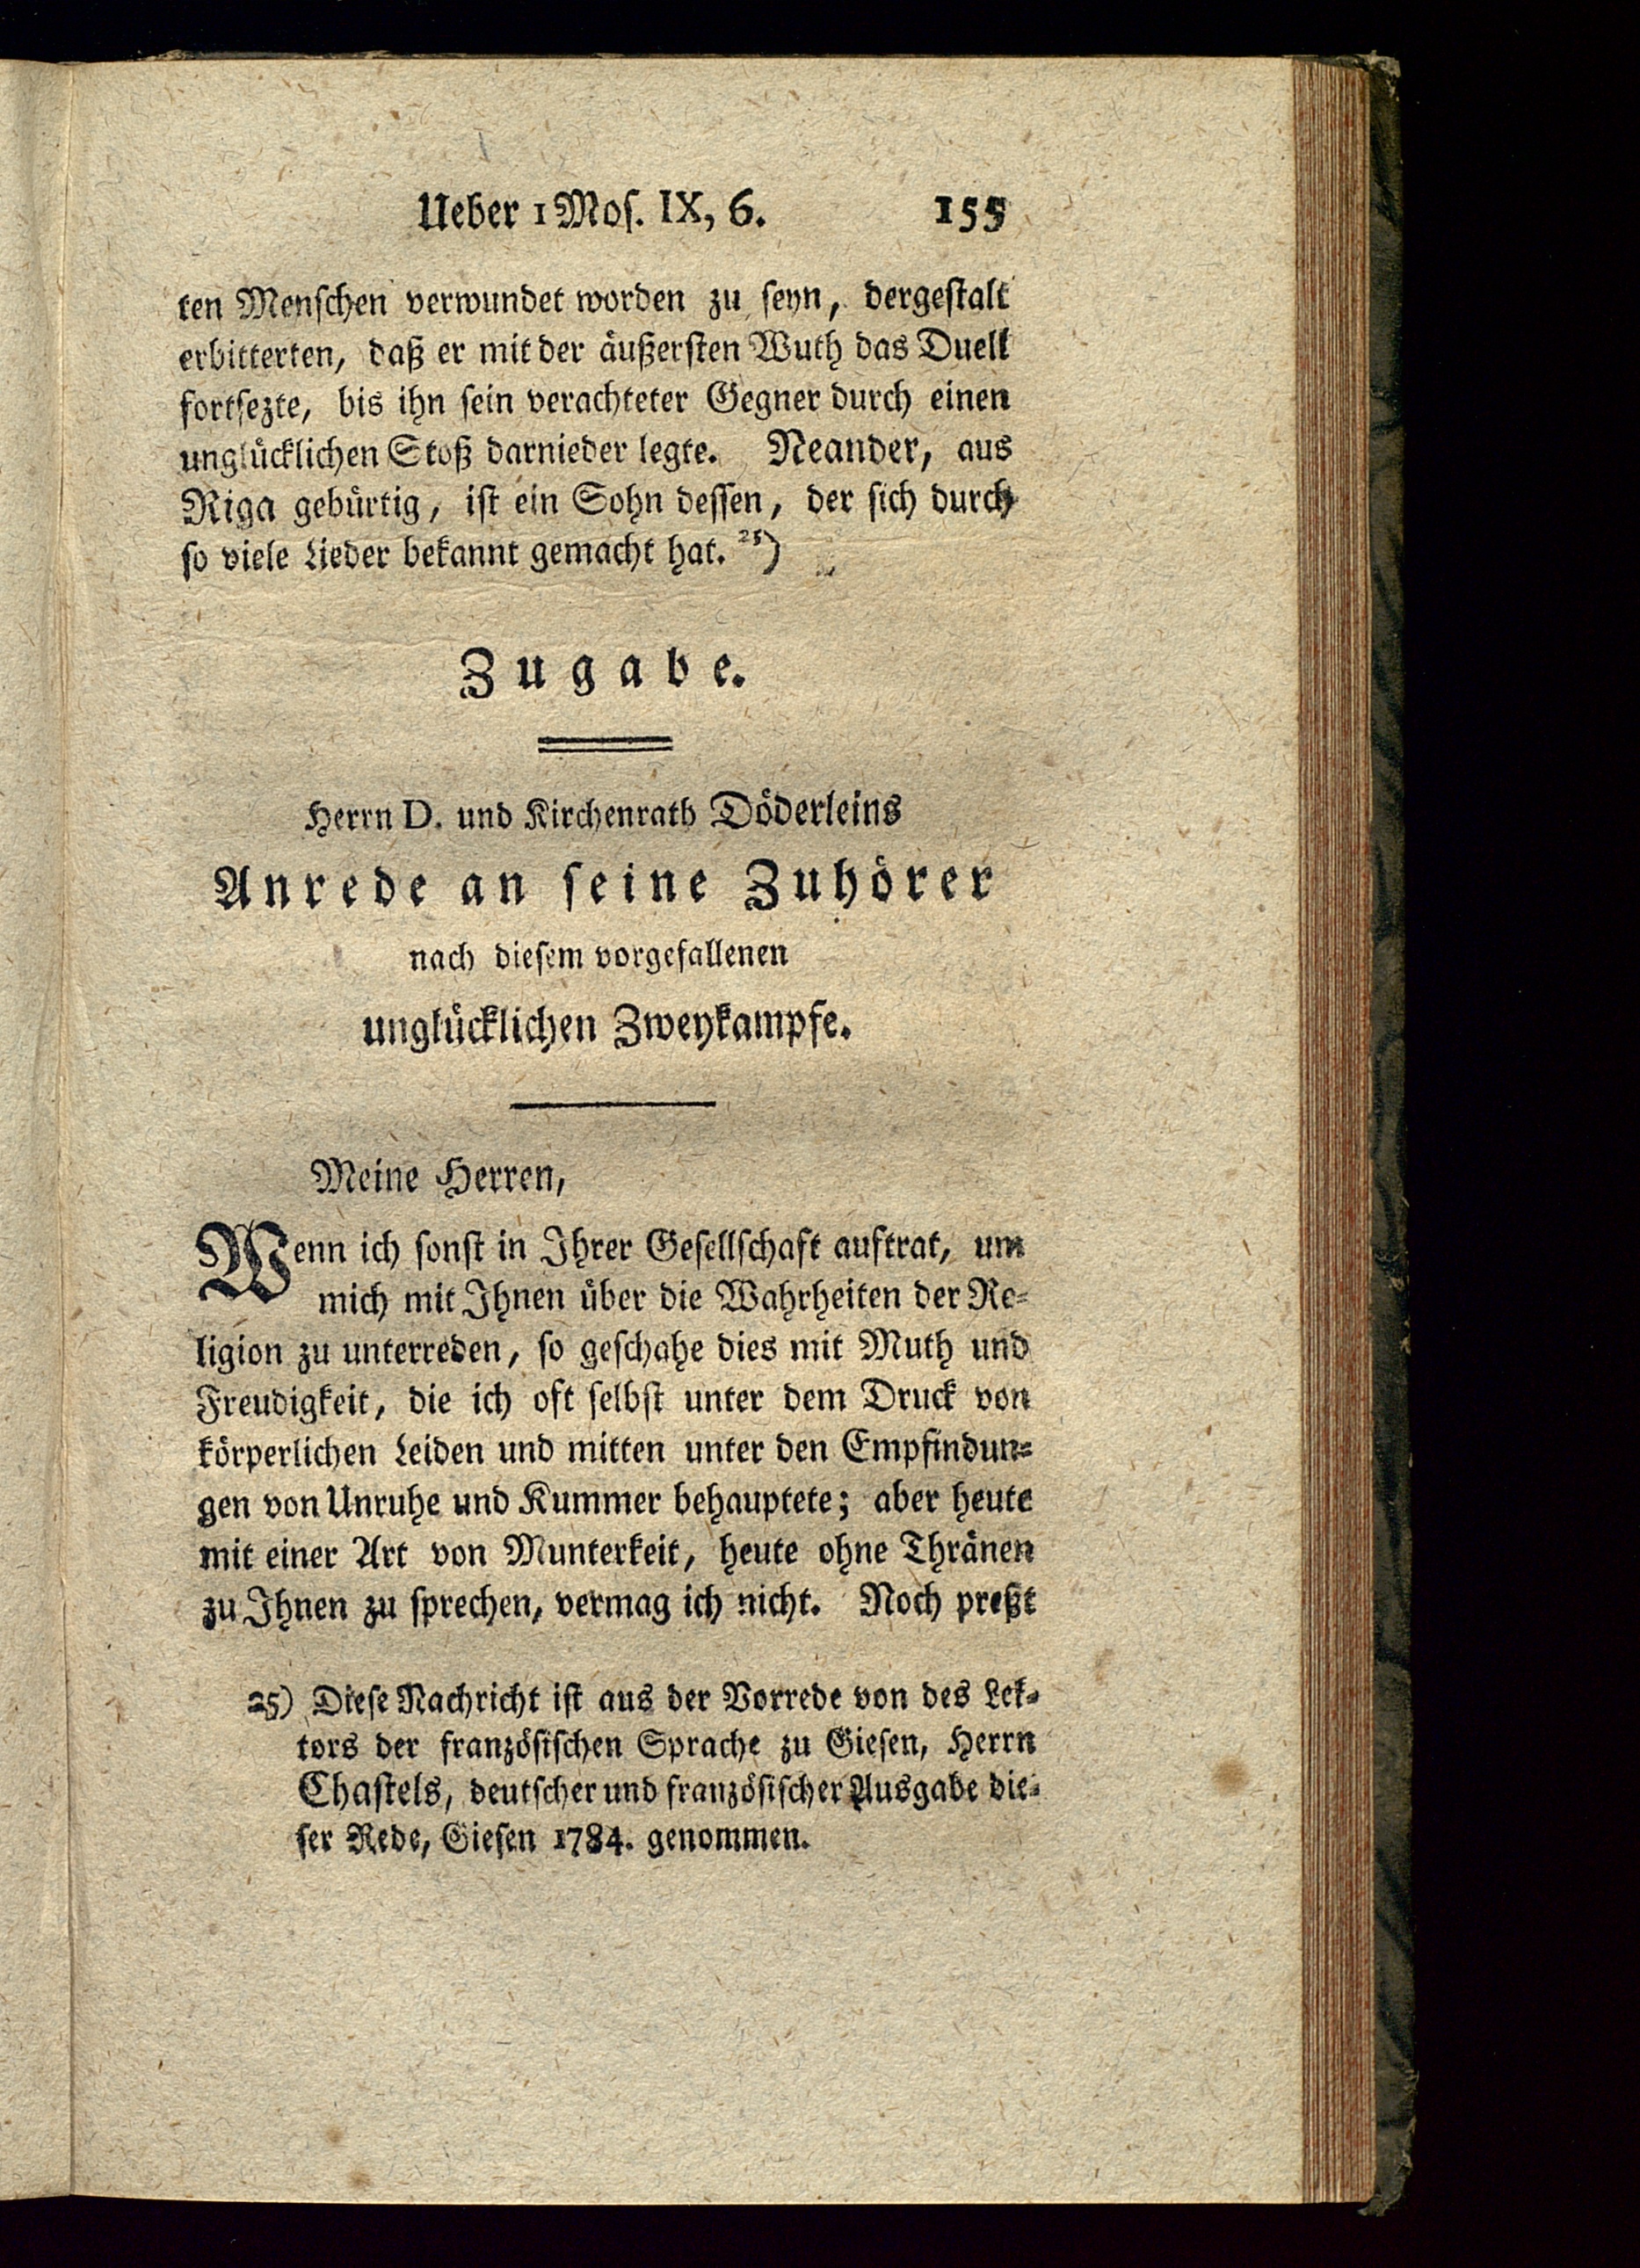 Ueber 1 Mos. IX, 6. 155
ten Menschen verwundet worden zu seyn, dergestalt
erbitterten, daß er mit der äußersten Wuth das Duell
fortsezte, bis ihn sein verachteter Gegner durch einen
unglücklichen Stoß darnieder legte. Neander, aus
Riga gebürtig, ist ein Sohn dessen, der sich durch
so viele Lieder bekannt gemacht hat. 25)
Zugabe.
Herrn D. und Kirchenrath Döderleins
Anrede an seine Zuhörer
nach diesem vorgefallenen
unglücklichen Zweykampfe.
Meine Herren,
Wenn ich sonst in Ihrer Gesellschaft auftrat, um
mich mit Ihnen über die Wahrheiten der Re-
ligion zu unterreden, so geschahe dies mit Muth und
Freudigkeit, die ich oft selbst unter dem Druck von
körperlichen Leiden und mitten unter den Empfindun-
gen von Unruhe und Kummer behauptete; aber heute
mit einer Art von Munterkeit, heute ohne Thränen
zu Ihnen zu sprechen, vermag ich nicht. Noch preßt
25) Diese Nachricht ist aus der Vorrede von des Lek-
tors der französischen Sprache zu Giesen, Herrn
Chastels, deutscher und französischer Ausgabe die-
ser Rede, Giesen 1784. genommen.